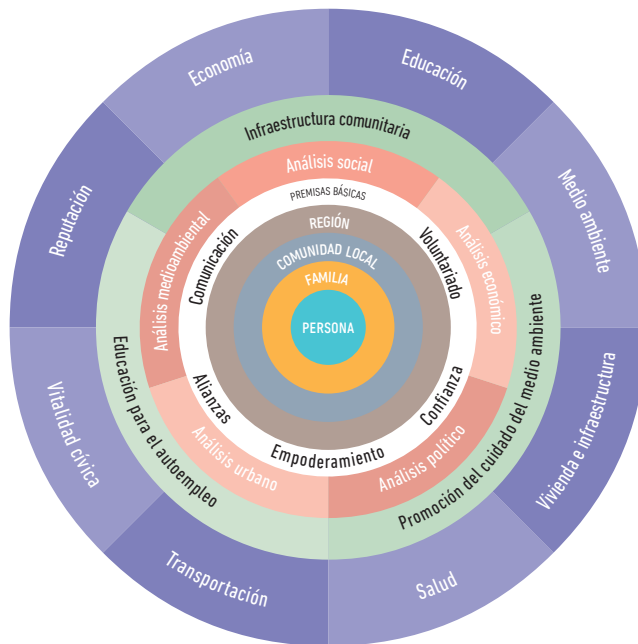 Economía
Educación
Medio ambiente
Vivienda e infraestructura
Salud
Transportación
Vitalidad cívica
Reputación
Infraestructura comunitaria
Promoción del cuidado del medio ambiente
Educación para el autoempleo
Análisis social
Análisis económico
Análisis político
Análisis urbano
Análisis medioambiental
PREMISAS BÁSICAS
Voluntariado
Confianza
Empoderamiento
Alianzas
Comunicación
REGIÓN
COMUNIDAD LOCAL
FAMILIA
PERSONA